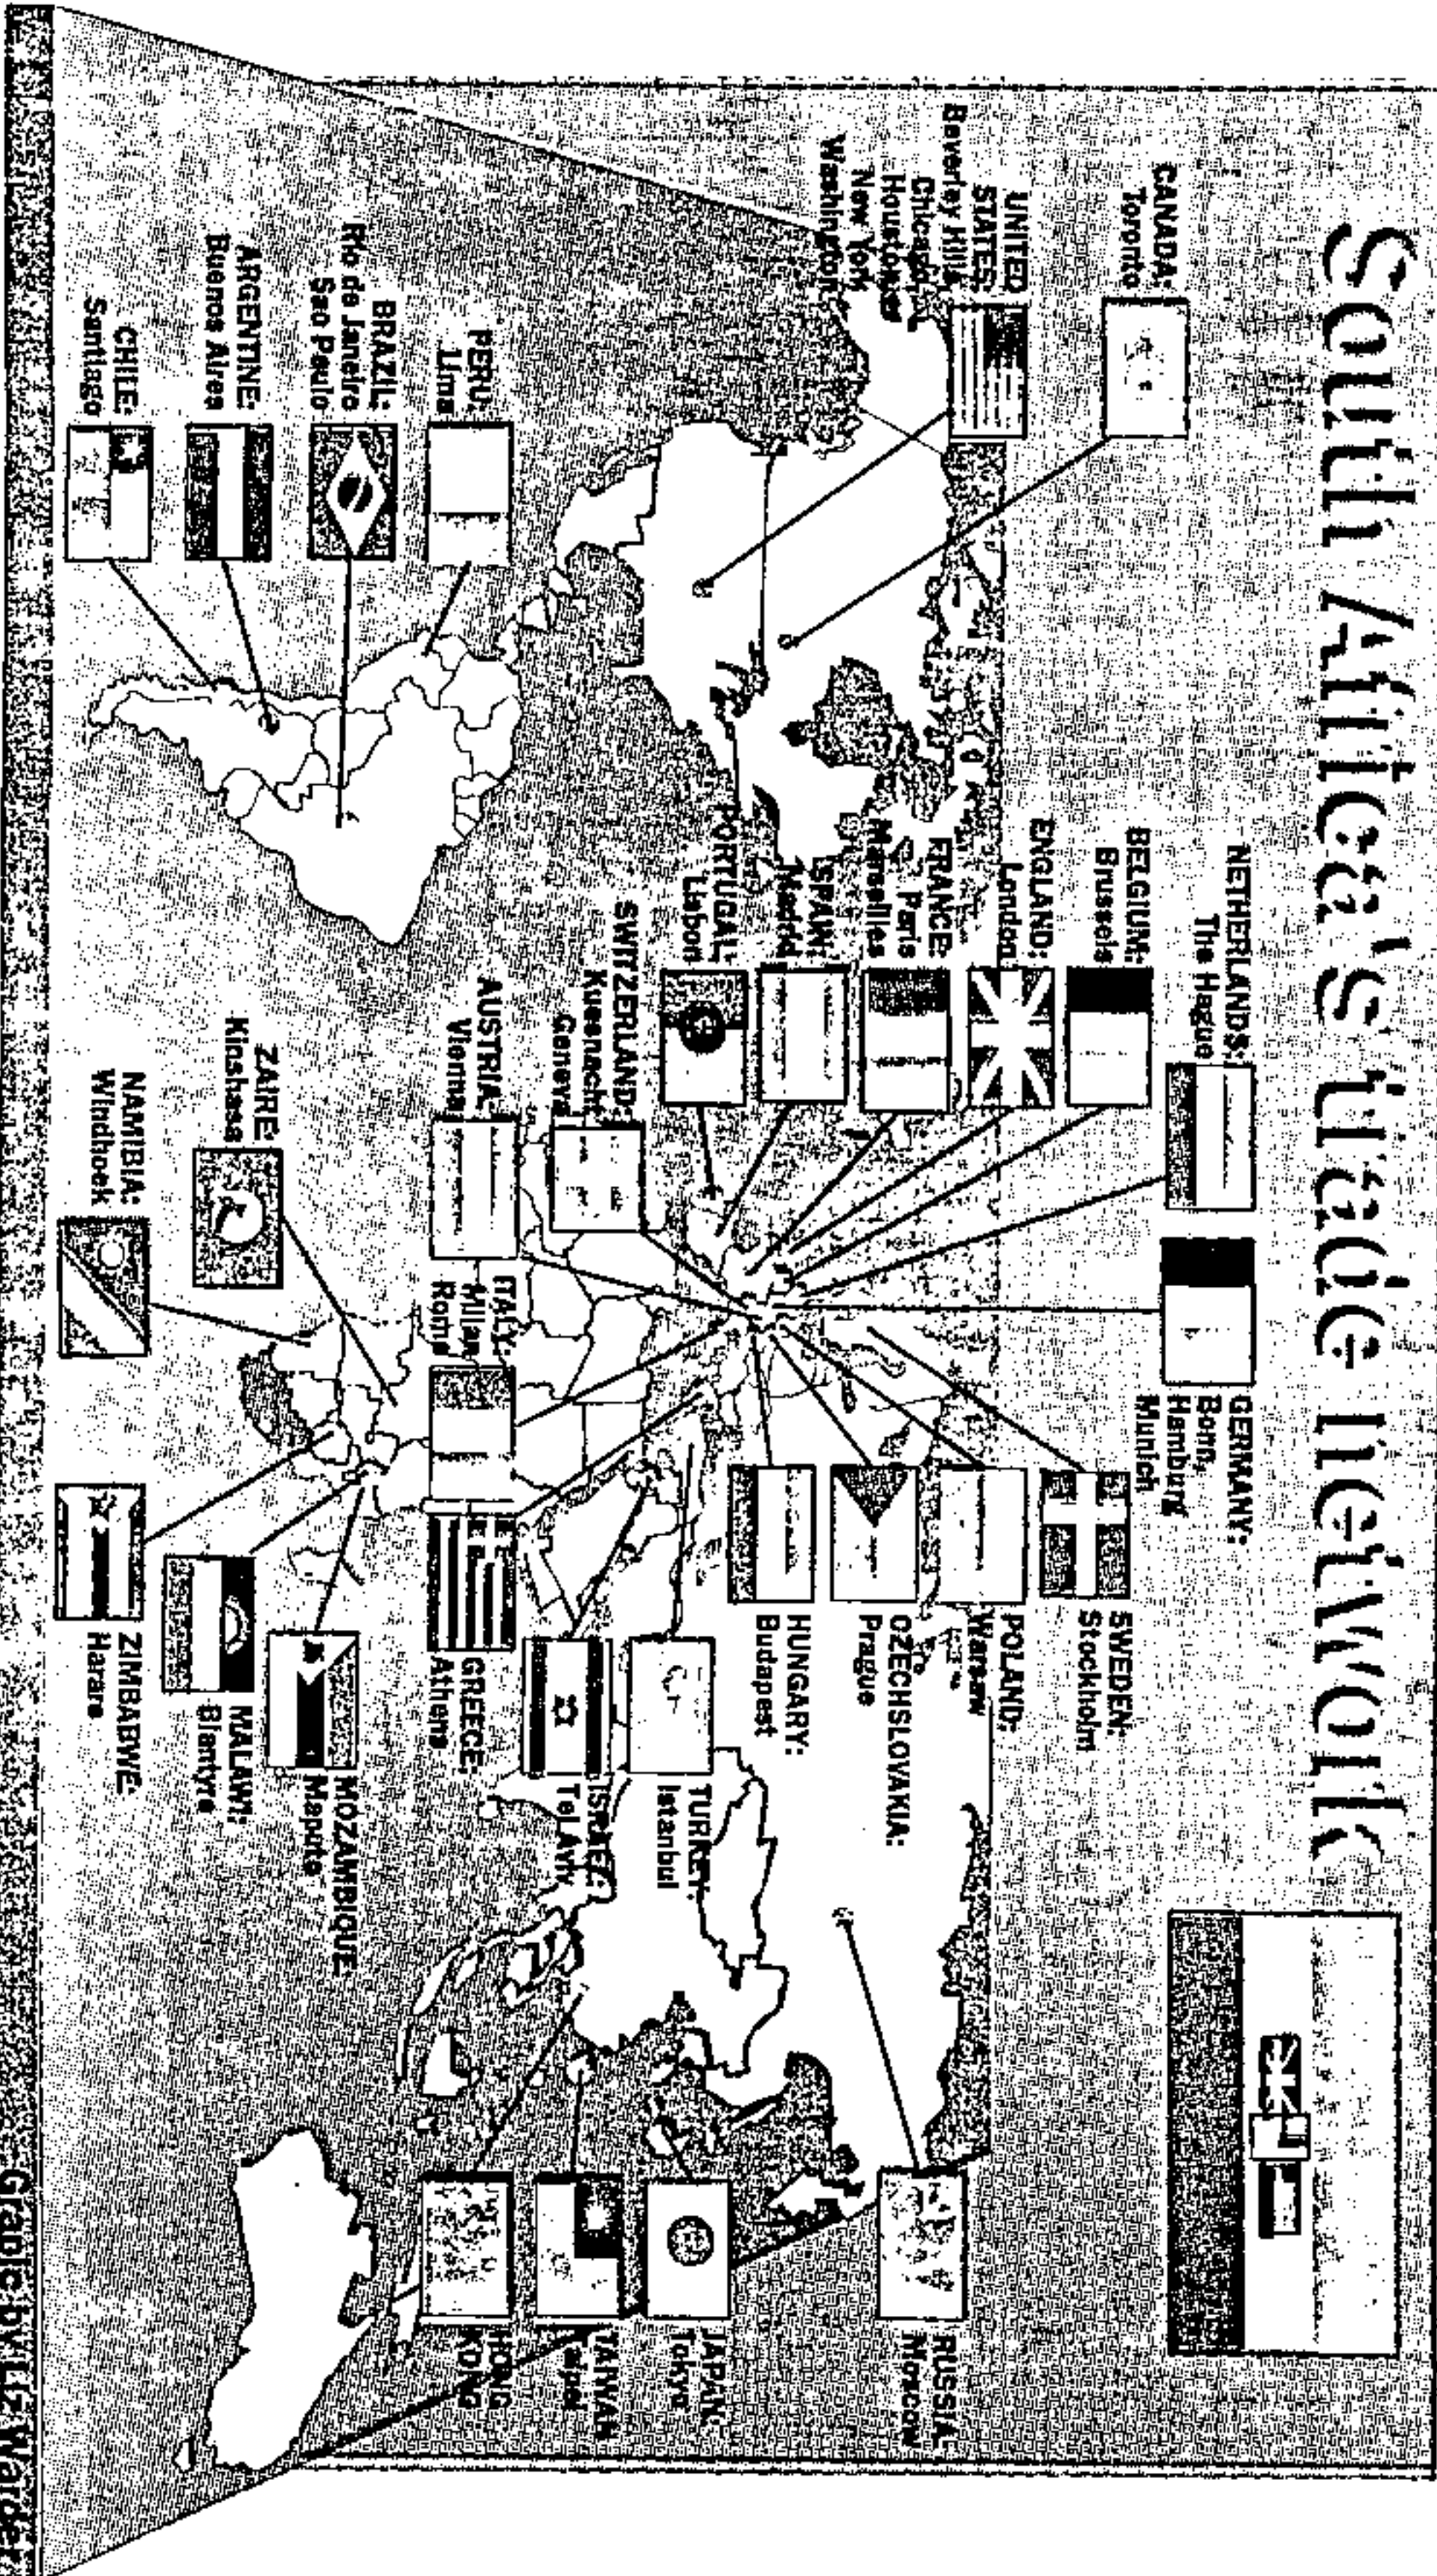 South Africa's trade network
CANADA:
Toronto
UNITED
STATES:
Beverley Hills
Chicago
Houston
New York
Washington
PERU:
Lima
BRAZIL:
Rio de Janeiro
Sao Paulo
ARGENTINE:
Buenos Aires
CHILE:
Santiago
NETHERLANDS:
The Hague
BELGIUM:
Brussels
ENGLAND:
London
FRANCE:
Paris
Marseilles
SPAIN:
Madrid
PORTUGAL:
Labon
SWITZERLAND:
Kuesnacht
Geneva
AUSTRIA:
Vienna
ITALY:
Milan
Rome
ZAIRE:
Kinshasa
NAMIBIA:
Windhoek
GERMANY:
Bonn,
Hamburg
Munich
SWEDEN:
Stockholm
POLAND:
Warsaw
CZECHSLOVAKIA:
Prague
HUNGARY:
Budapest
TURKEY:
Istanbul
ISRAEL:
Tel Aviv
GREECE:
Athens
MOZAMBIQUE:
Maputo
MALAWI:
Blantyre
ZIMBABWE:
Harare
RUSSIA:
Moscow
JAPAN:
Tokyo
TAIWAN
Taipei
HONG
KONG
Graphic by LIZ Warder